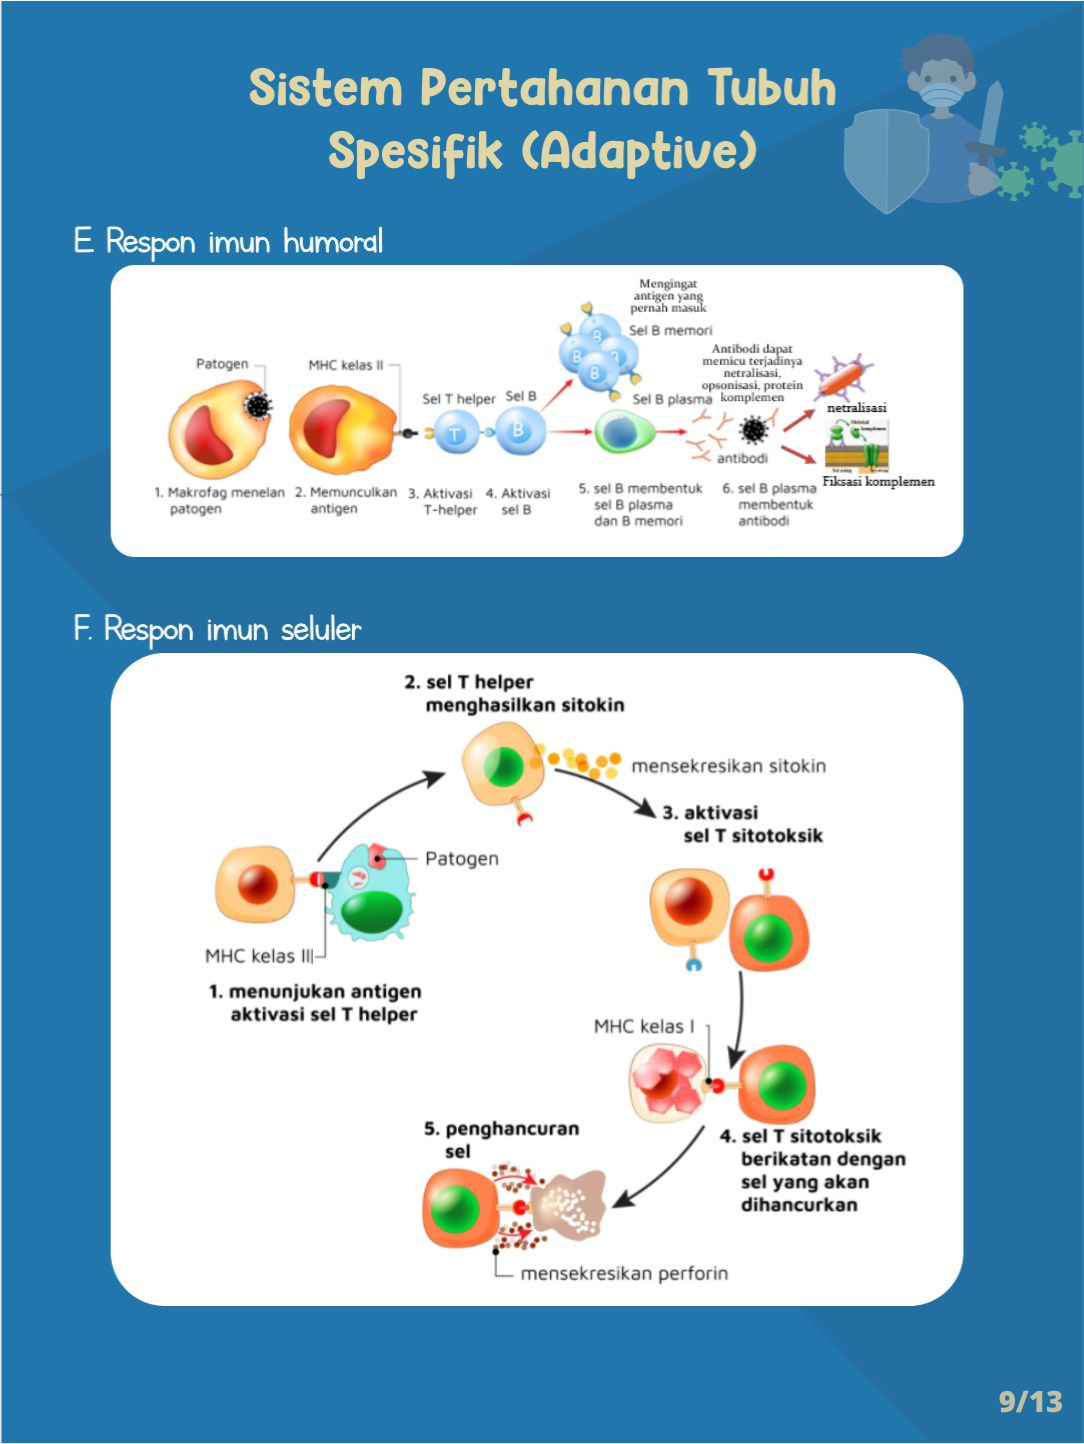 Sistem Pertahanan Tubuh
Spesifik (Adaptive)
E. Respon imun humoral
Mengingat
antigen yang
pernah masuk
Sel B memori
Patogen
MHC kelas II
Sel T helper
Sel B
Sel B plasma
Antibodi dapat
memicu terjadinya
netralisasi,
opsonisasi, protein
komplemen
T
B
B
B
B
B
netralisasi
komplemen
antibodi
Fiksasi komplemen
1. Makrofag menelan
patogen
2. Memunculkan
antigen
3. Aktivasi
T-helper
4. Aktivasi
sel B
5. sel B membentuk
sel B plasma
dan B memori
6. sel B plasma
membentuk
antibodi
F. Respon imun seluler
2. sel T helper
menghasilkan sitokin
mensekresikan sitokin
3. aktivasi
sel T sitotoksik
Patogen
MHC kelas II|
1. menunjukan antigen
aktivasi sel T helper
MHC kelas I
4. sel T sitotoksik
berikatan dengan
sel yang akan
dihancurkan
5. penghancuran
sel
mensekresikan perforin
9/13